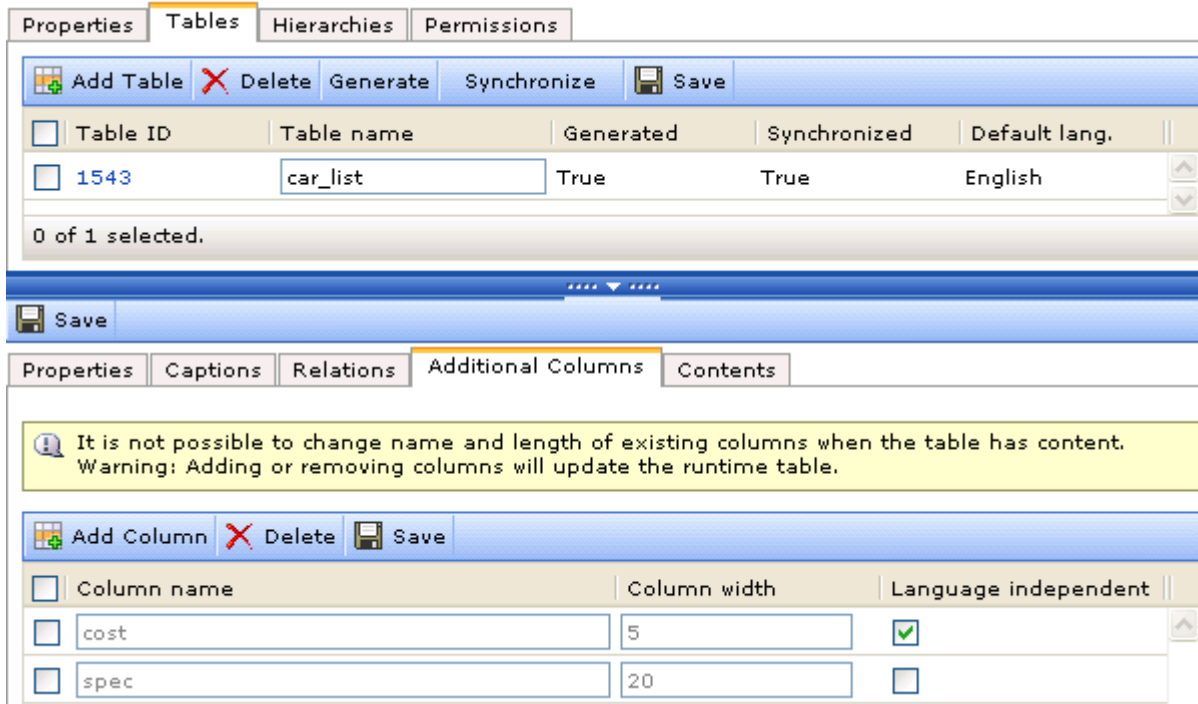 Properties Tables Hierarchies Permissions
Add Table Delete Generate Synchronize Save
Table ID Table name Generated Synchronized Default lang.
1543 car_list True True English
0 of 1 selected.
Save
Properties Captions Relations Additional Columns Contents
It is not possible to change name and length of existing columns when the table has content.
Warning: Adding or removing columns will update the runtime table.
Add Column Delete Save
Column name Column width Language independent
cost 5
spec 20